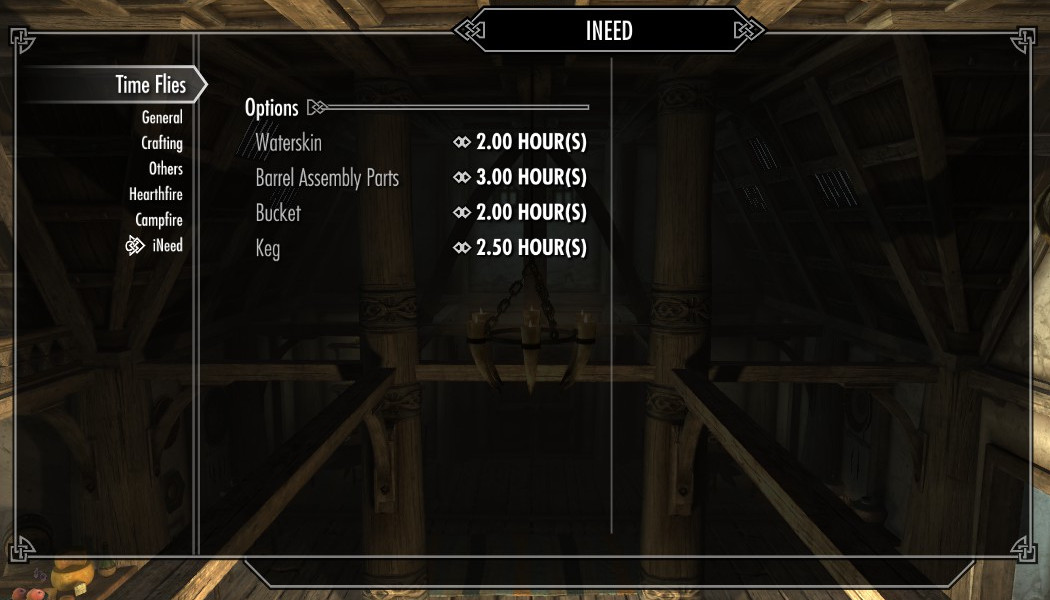 INEED
Time Flies
General
Crafting
Others
Hearthfire
Campfire
iNeed
Options
Waterskin 2.00 HOUR(S)
Barrel Assembly Parts 3.00 HOUR(S)
Bucket 2.00 HOUR(S)
Keg 2.50 HOUR(S)